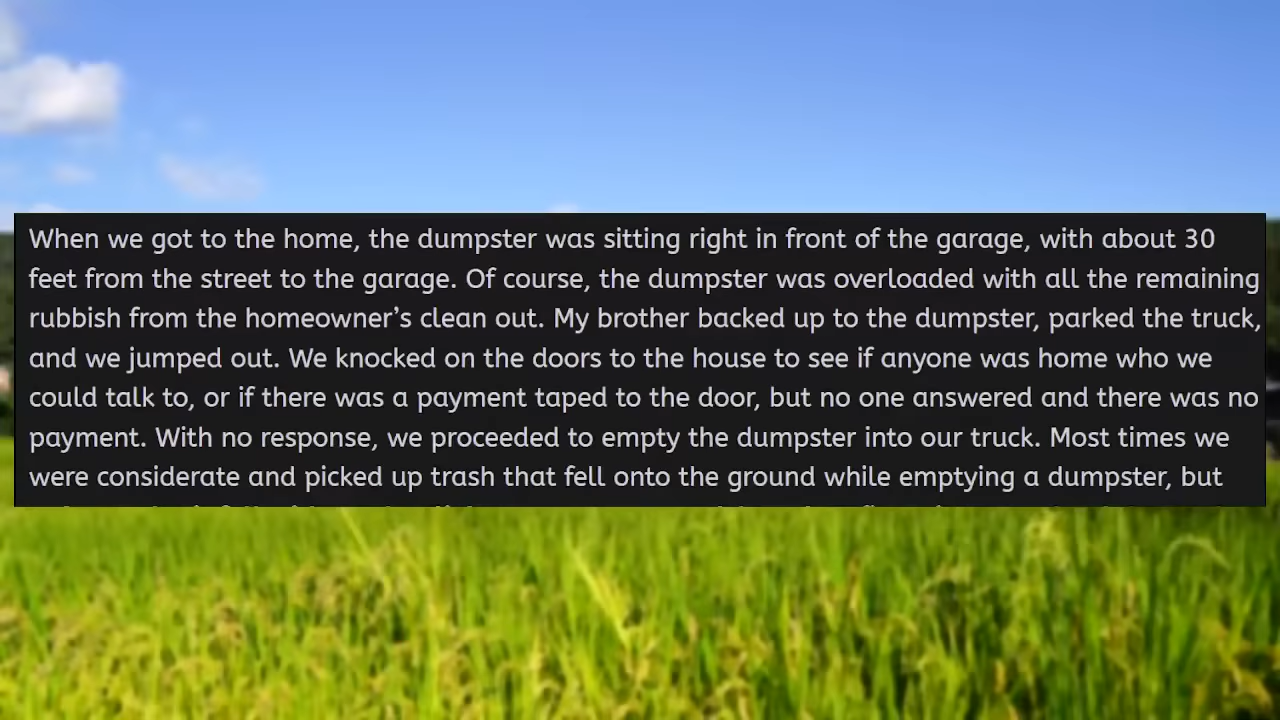 When we got to the home, the dumpster was sitting right in front of the garage, with about 30
feet from the street to the garage. Of course, the dumpster was overloaded with all the remaining
rubbish from the homeowner’s clean out. My brother backed up to the dumpster, parked the truck,
and we jumped out. We knocked on the doors to the house to see if anyone was home who we
could talk to, or if there was a payment taped to the door, but no one answered and there was no
payment. With no response, we proceeded to empty the dumpster into our truck. Most times we
were considerate and picked up trash that fell onto the ground while emptying a dumpster, but